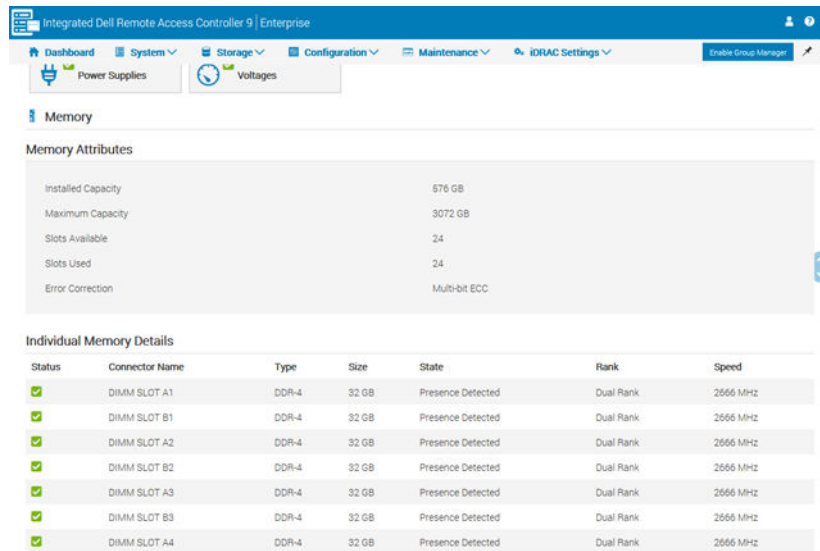 Integrated Dell Remote Access Controller 9 | Enterprise
Dashboard System Storage Configuration Maintenance iDRAC Settings Enable Group Manager
Power Supplies Voltages
Memory
Memory Attributes
Installed Capacity 576 GB
Maximum Capacity 3072 GB
Slots Available 24
Slots Used 24
Error Correction Multi-bit ECC
Individual Memory Details
Status Connector Name Type Size State Rank Speed
DIMM SLOT A1 DDR-4 32 GB Presence Detected Dual Rank 2666 MHz
DIMM SLOT B1 DDR-4 32 GB Presence Detected Dual Rank 2666 MHz
DIMM SLOT A2 DDR-4 32 GB Presence Detected Dual Rank 2666 MHz
DIMM SLOT B2 DDR-4 32 GB Presence Detected Dual Rank 2666 MHz
DIMM SLOT A3 DDR-4 32 GB Presence Detected Dual Rank 2666 MHz
DIMM SLOT B3 DDR-4 32 GB Presence Detected Dual Rank 2666 MHz
DIMM SLOT A4 DDR-4 32 GB Presence Detected Dual Rank 2666 MHz